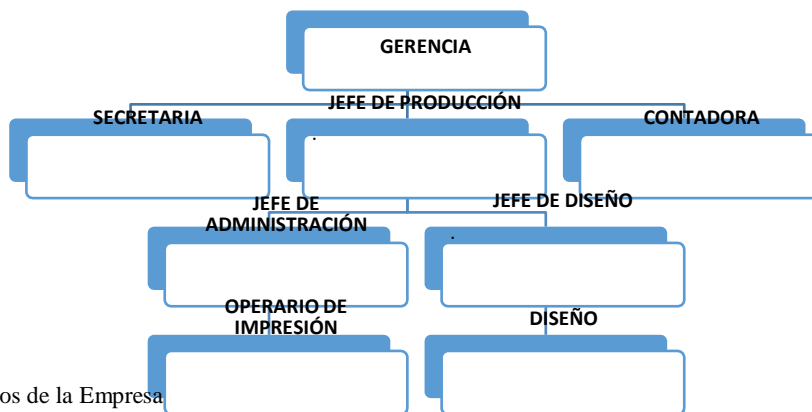 GERENCIA
JEFE DE PRODUCCIÓN
SECRETARIA
CONTADORA
.
JEFE DE
ADMINISTRACIÓN
JEFE DE DISEÑO
.
OPERARIO DE
IMPRESIÓN
DISEÑO
os de la Empresa